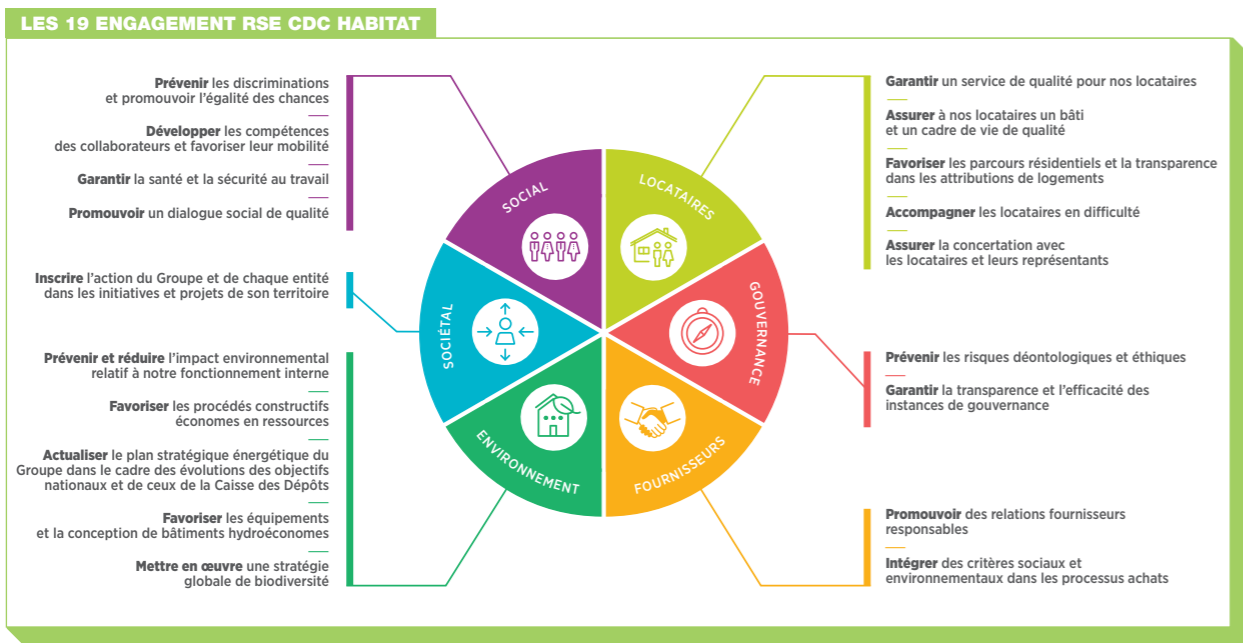 LES 19 ENGAGEMENT RSE CDC HABITAT
Prévenir les discriminations
et promouvoir l'égalité des chances
Développer les compétences
des collaborateurs et favoriser leur mobilité
Garantir la santé et la sécurité au travail
Promouvoir un dialogue social de qualité
Inscrire l'action du Groupe et de chaque entité
dans les initiatives et projets de son territoire
Prévenir et réduire l'impact environnemental
relatif à notre fonctionnement interne
Favoriser les procédés constructifs
économes en ressources
Actualiser le plan stratégique énergétique du
Groupe dans le cadre des évolutions des objectifs
nationaux et de ceux de la Caisse des Dépôts
Favoriser les équipements
et la conception de bâtiments hydroéconomes
Mettre en œuvre une stratégie
globale de biodiversité
SOCIAL
LOCATAIRES
SOCIÉTAL
GOUVERNANCE
ENVIRONNEMENT
FOURNISSEURS
Garantir un service de qualité pour nos locataires
Assurer à nos locataires un bâti
et un cadre de vie de qualité
Favoriser les parcours résidentiels et la transparence
dans les attributions de logements
Accompagner les locataires en difficulté
Assurer la concertation avec
les locataires et leurs représentants
Prévenir les risques déontologiques et éthiques
Garantir la transparence et l'efficacité des
instances de gouvernance
Promouvoir des relations fournisseurs
responsables
Intégrer des critères sociaux et
environnementaux dans les processus achats